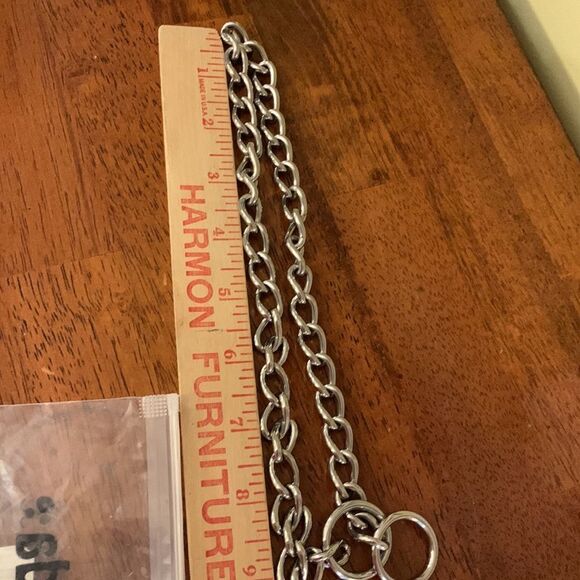 1 MADE IN U.S.A. 2 3 4 5 6 7 8 9
HARMON FURNITURE